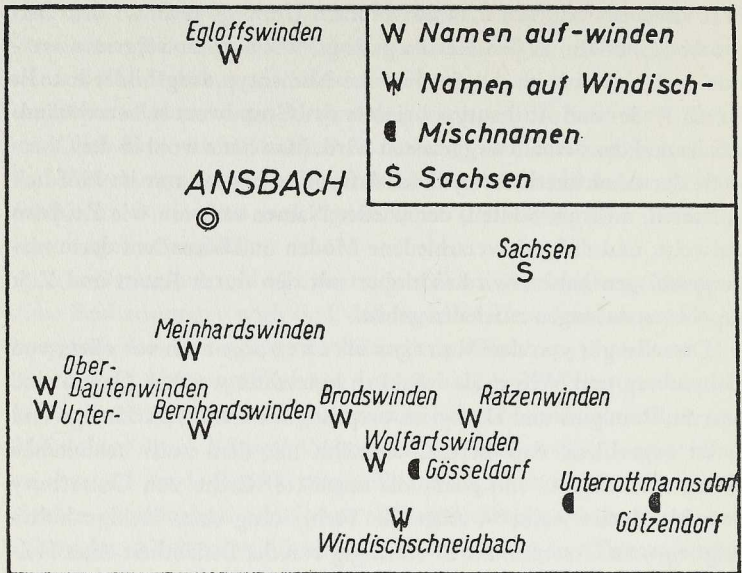 Egloffswinden
W
W Namen auf-winden
W Namen auf Windisch-
Mischnamen
S Sachsen
ANSBACH
Sachsen
S
Meinhardswinden
W
Ober-
W Dautenwinden
W Unter-
Bernhardswinden
W
Brodswinden
W
Ratzenwinden
W
Wolfartswinden
W
Gösseldorf
Unterrottmannsdorf
Götzendorf
W
Windischschneidbach